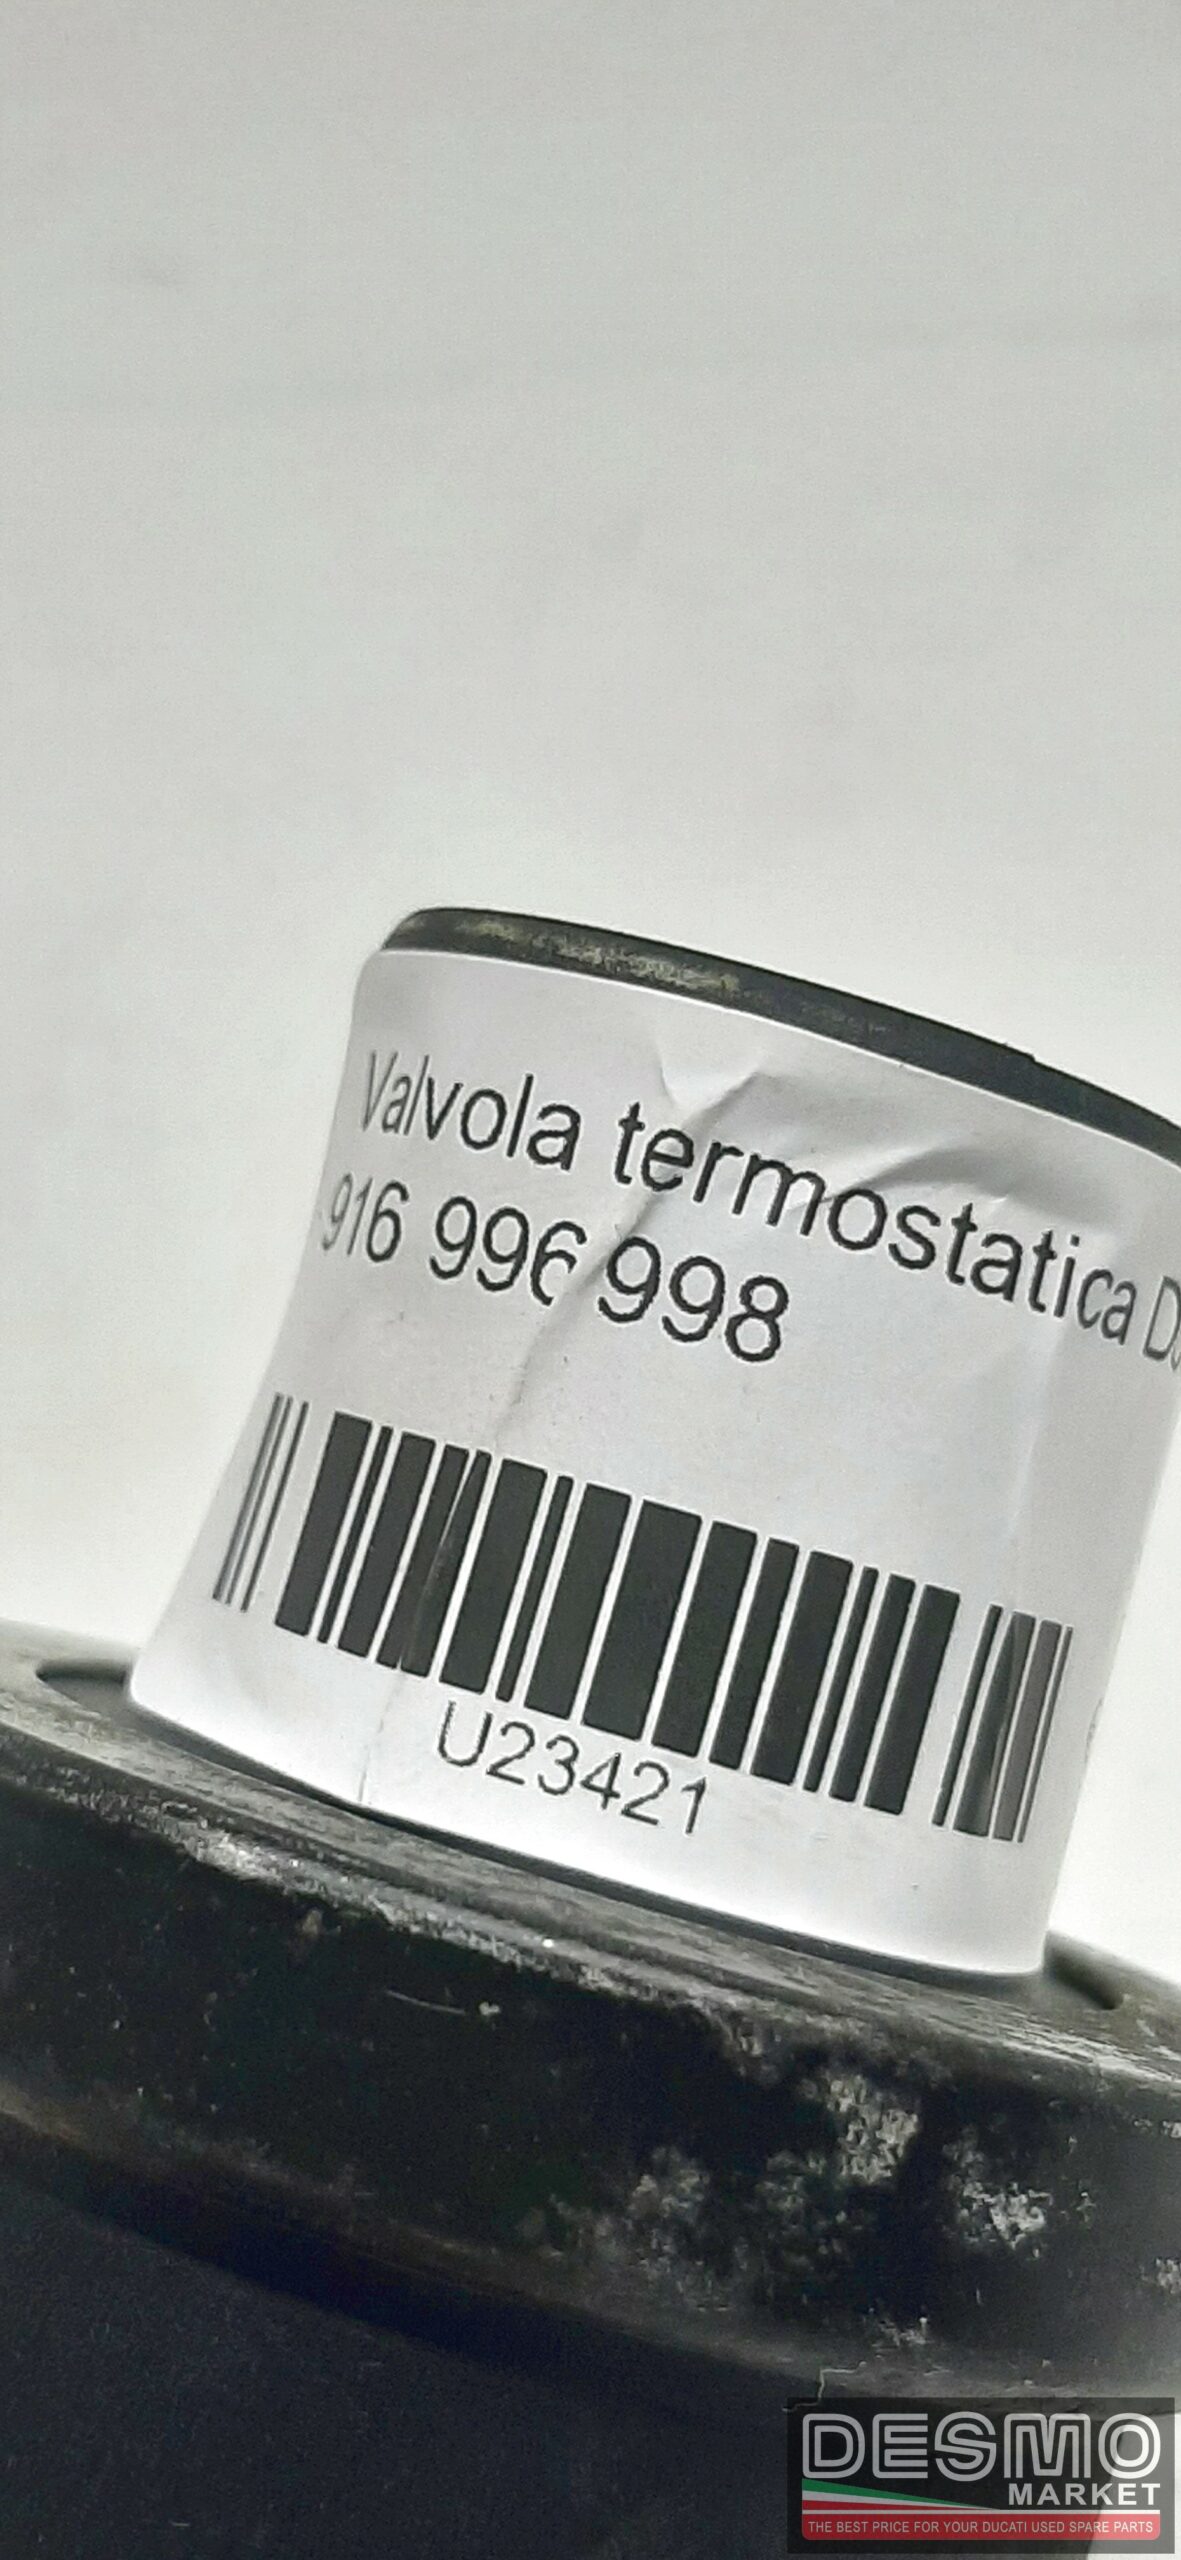 Valvola termostatica
916 996 998
U23421
DESMO
MARKET
THE BEST PRICE FOR YOUR DUCATI USED SPARE PARTS